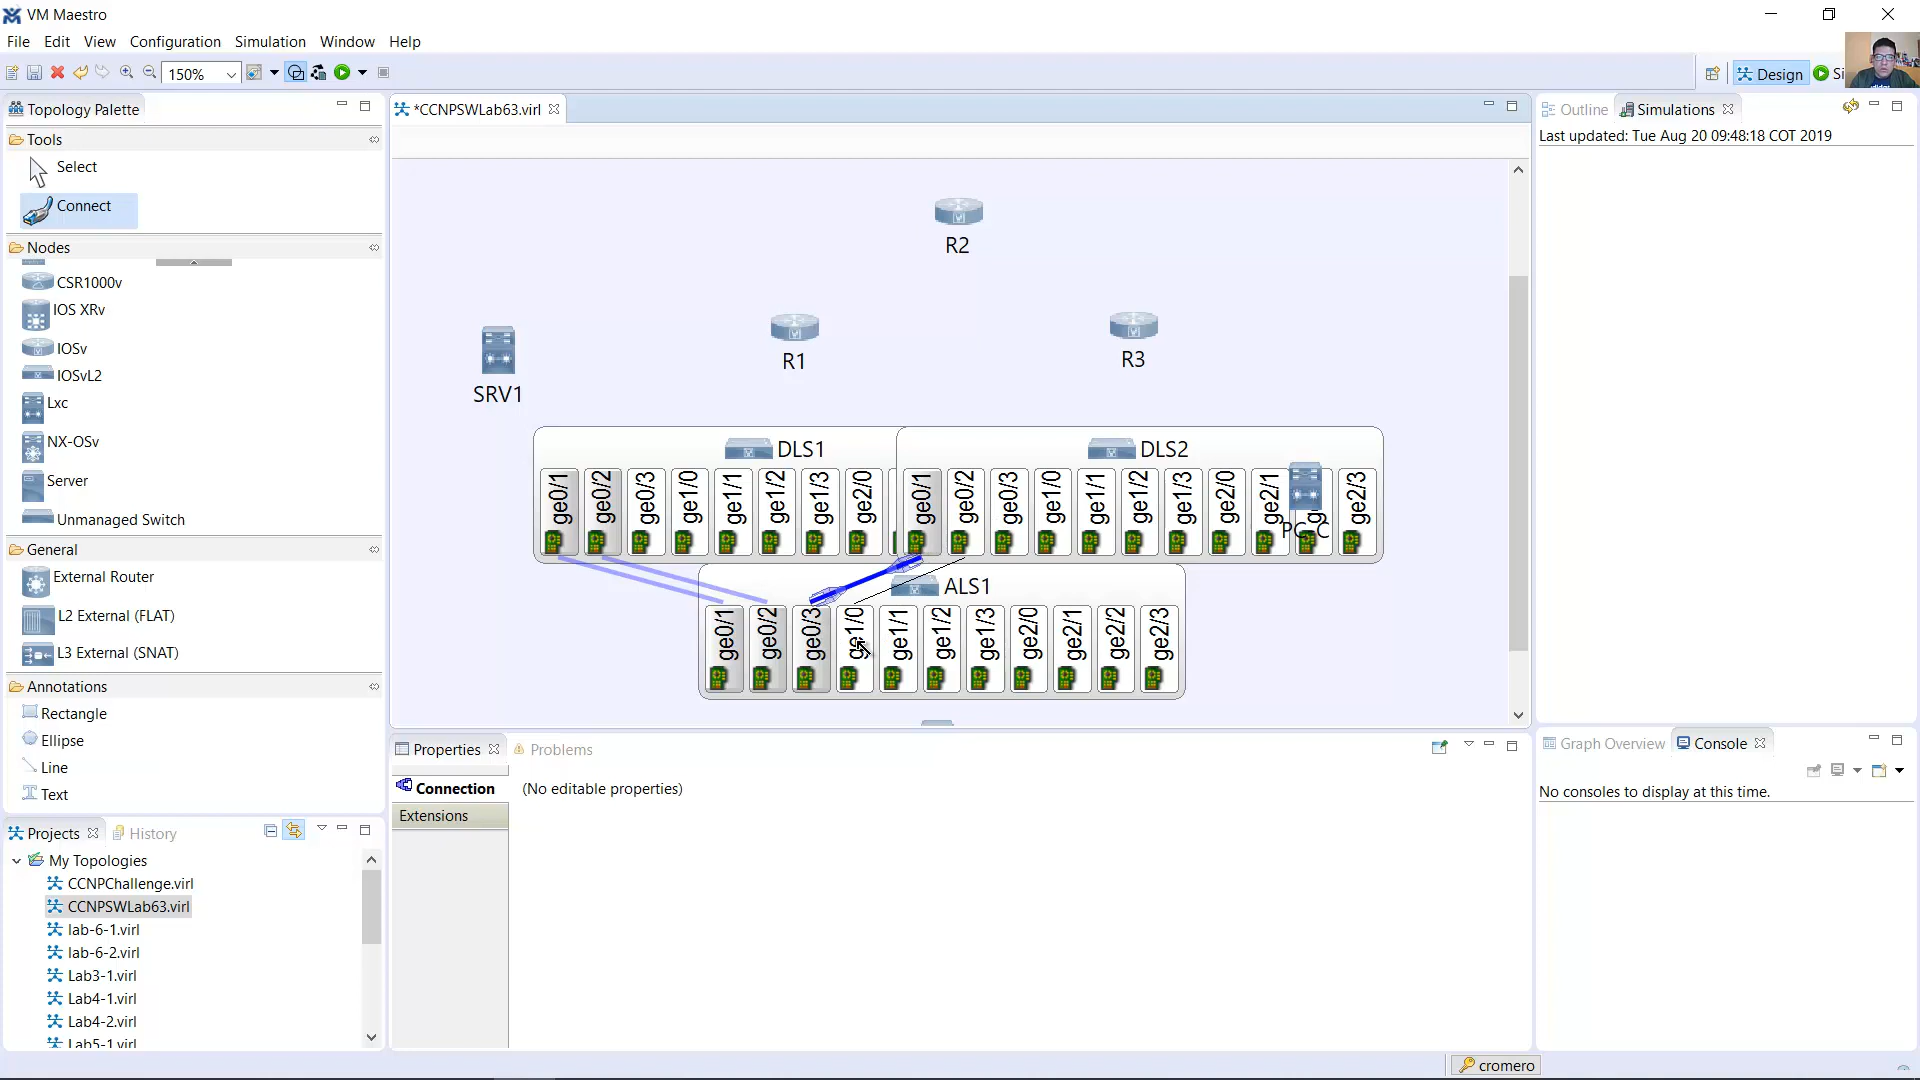 VM Maestro
File Edit View Configuration Simulation Window Help
150%
Design
Si
Topology Palette
Tools
Select
Connect
Nodes
CSR1000v
IOS XRv
IOSv
IOSvL2
Lxc
NX-OSv
Server
Unmanaged Switch
General
External Router
L2 External (FLAT)
L3 External (SNAT)
Annotations
Rectangle
Ellipse
Line
Text
Projects History
My Topologies
CCNPChallenge.virl
CCNPSWLab63.virl
lab-6-1.virl
lab-6-2.virl
Lab3-1.virl
Lab4-1.virl
Lab4-2.virl
Lab5-1.virl
*CCNPSWLab63.virl
R2
R1
R3
SRV1
DLS1
ge0/1 ge0/2 ge0/3 ge1/0 ge1/1 ge1/2 ge1/3 ge2/0
DLS2
ge0/1 ge0/2 ge0/3 ge1/0 ge1/1 ge1/2 ge1/3 ge2/0 ge2/1 ge2/3
PC-C
ALS1
ge0/1 ge0/2 ge0/3 ge1/0 ge1/1 ge1/2 ge1/3 ge2/0 ge2/1 ge2/2 ge2/3
Properties Problems
Connection
Extensions
(No editable properties)
Outline Simulations
Last updated: Tue Aug 20 09:48:18 COT 2019
Graph Overview Console
No consoles to display at this time.
cromero